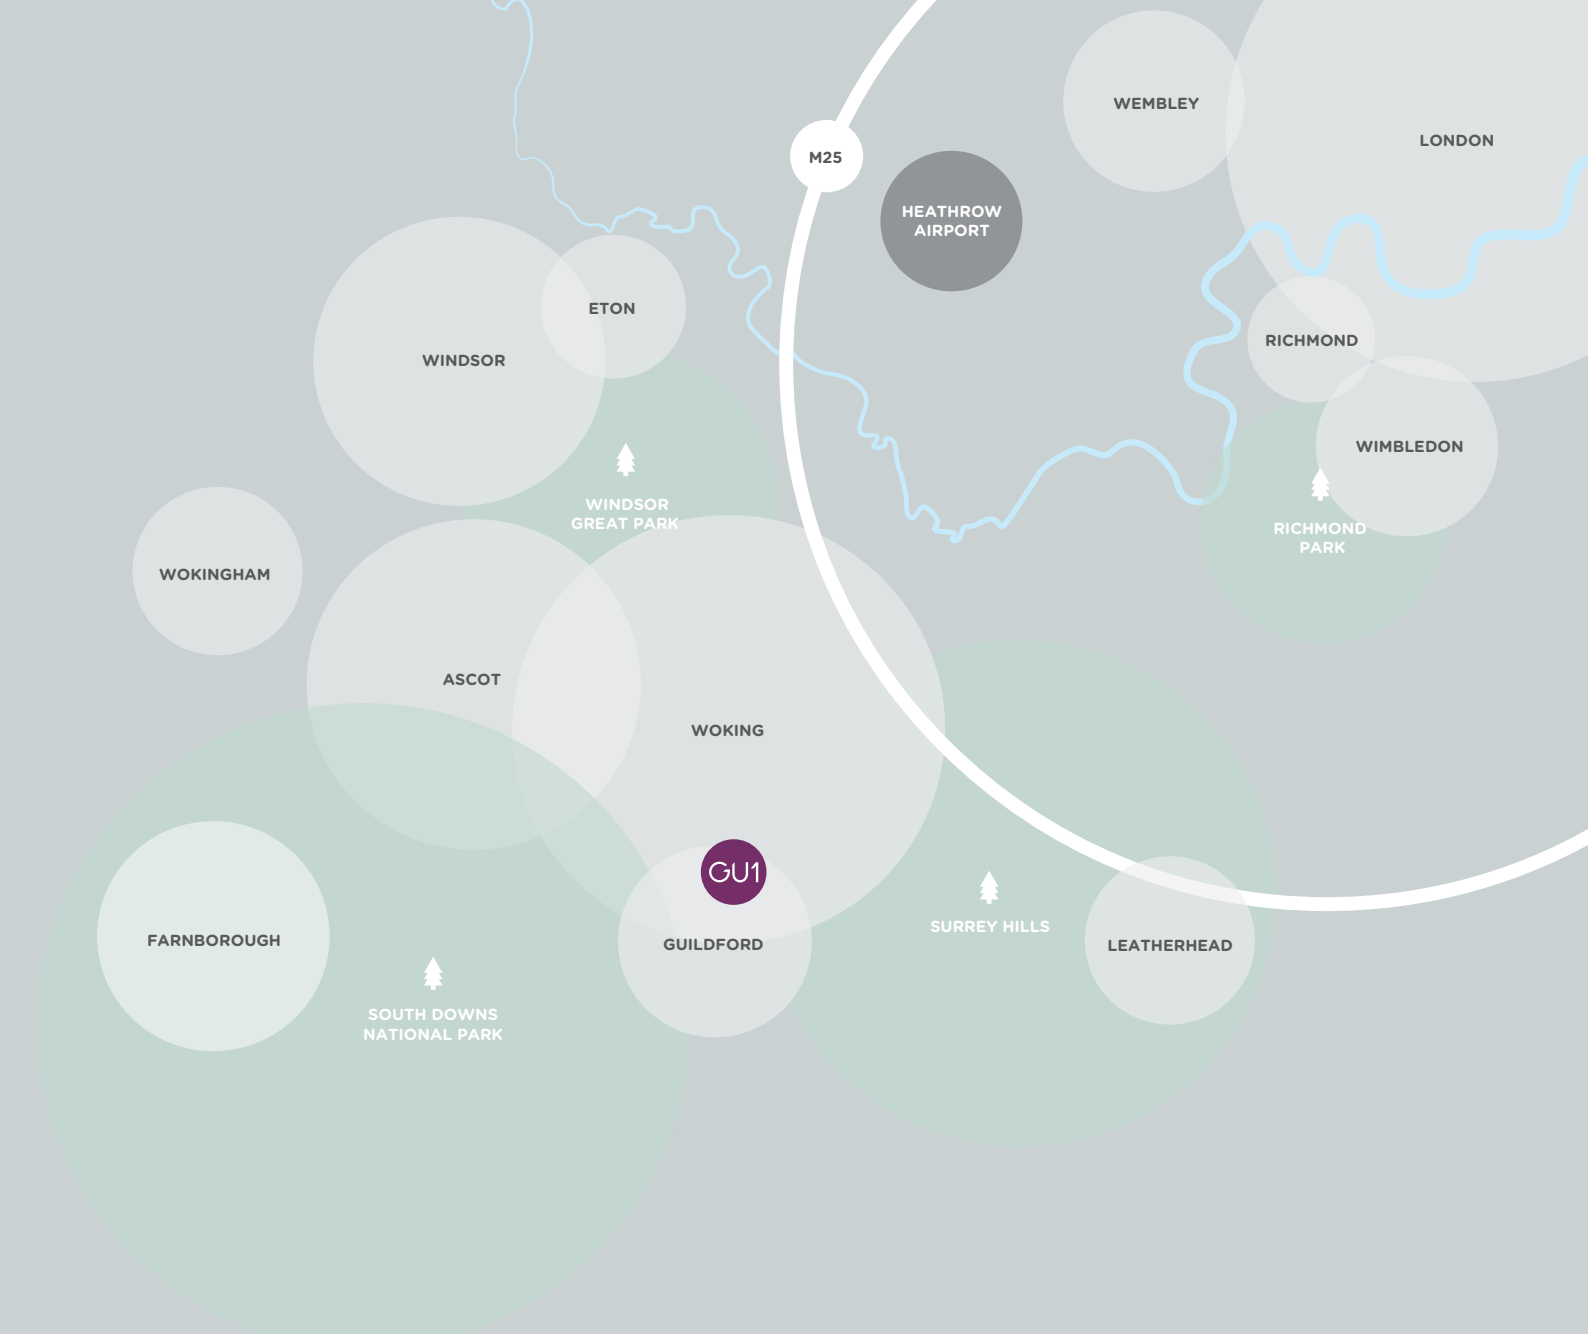 WEMBLEY
LONDON
M25
HEATHROW
AIRPORT
ETON
RICHMOND
WINDSOR
WIMBLEDON
WINDSOR
GREAT PARK
RICHMOND
PARK
WOKINGHAM
ASCOT
WOKING
GU1
SURREY HILLS
FARNBOROUGH
GUILDFORD
LEATHERHEAD
SOUTH DOWNS
NATIONAL PARK